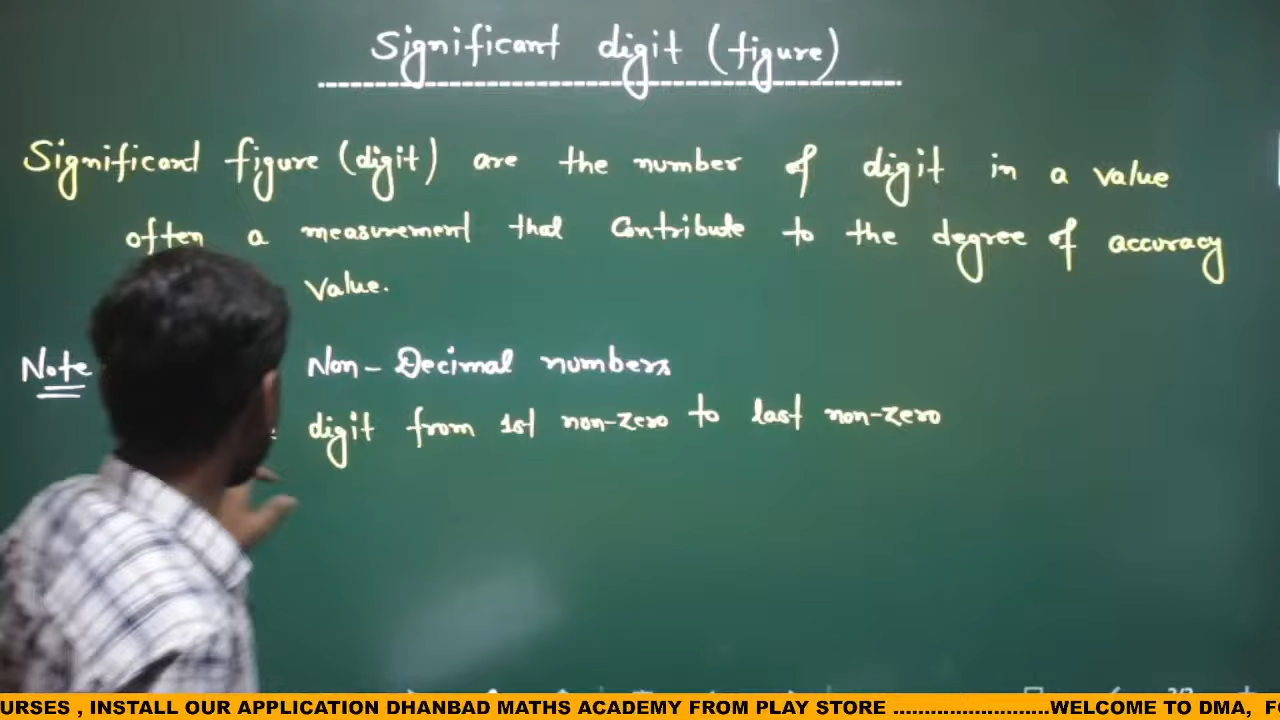 Significant digit (figure)
Significant figure (digit) are the number of digit in a value
often a measurement that Contribute to the degree of accuracy
Value.
Note Non-Decimal numbers
: digit from 1st non-zero to last non-zero
URSES , INSTALL OUR APPLICATION DHANBAD MATHS ACADEMY FROM PLAY STORE .........................WELCOME TO DMA, F